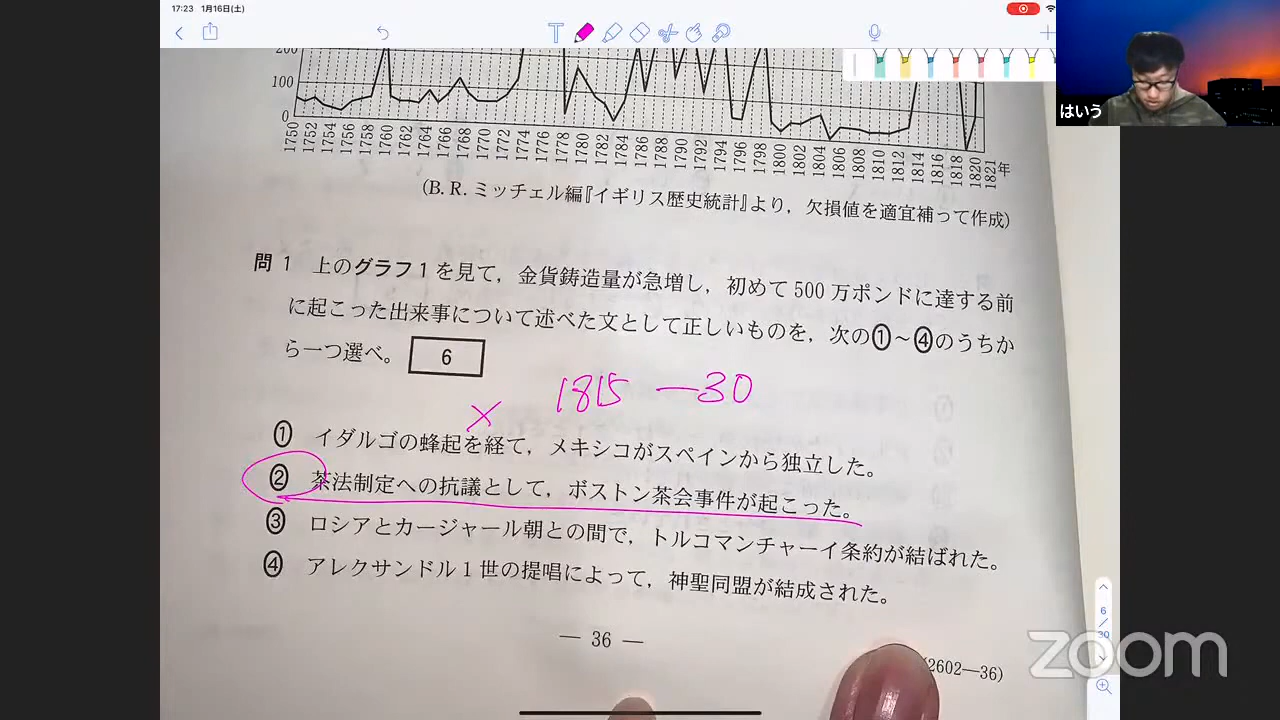 17:23 1月16日(土)
はいう
200
100
0
1750 1752 1754 1756 1758 1760 1762 1764 1766 1768 1770 1772 1774 1776 1778 1780 1782 1784 1786 1788 1790 1792 1794 1796 1798 1800 1802 1804 1806 1808 1810 1812 1814 1816 1818 1820 1821年
(B. R. ミッチェル編『イギリス歴史統計』より，欠損値を適宜補って作成)
問 1 上のグラフ 1 を見て，金貨鋳造量が急増し，初めて 500 万ポンドに達する前
に起こった出来事について述べた文として正しいものを，次の①～④のうちか
ら一つ選べ。 6
1815 —30
×
① イダルゴの蜂起を経て，メキシコがスペインから独立した。
② 茶法制定への抗議として，ボストン茶会事件が起こった。
③ ロシアとカージャール朝との間で，トルコマンチャーイ条約が結ばれた。
④ アレクサンドル 1 世の提唱によって，神聖同盟が結成された。
— 36 —
(2602—36)
6
30
zoom